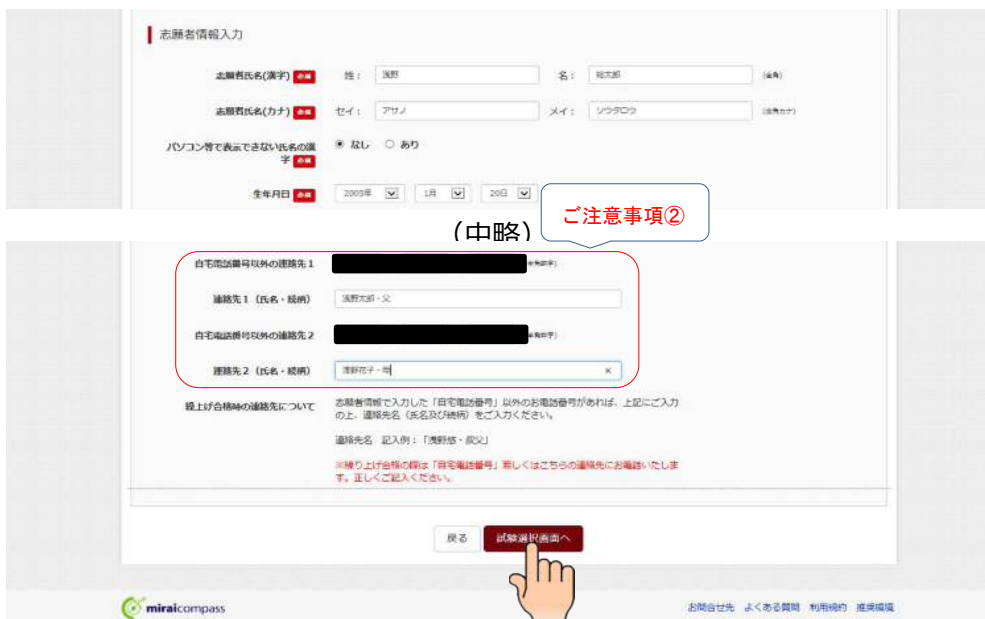 志願者情報入力
志願者氏名(漢字) 必須 姓： 浅野 名： 総太郎 (全角)
志願者氏名(カナ) 必須 セイ： アサノ メイ： ソウタロウ (全角カナ)
パソコン等で表示できない氏名の漢
字 必須 なし あり
生年月日 必須 2005年 1月 20日
ご注意事項②
（中略）
自宅電話番号以外の連絡先1 半角数字)
連絡先1（氏名・続柄） 浅野太郎・父
自宅電話番号以外の連絡先2 半角数字)
連絡先2（氏名・続柄） 浅野花子・母 ×
繰上げ合格時の連絡先について 志願者情報で入力した「自宅電話番号」以外のお電話番号があれば、上記にご入力
の上、連絡先名（氏名及び続柄）をご入力ください。
連絡先名 記入例：「浅野悠・叔父」
※繰り上げ合格の際は「自宅電話番号」若しくはこちらの連絡先にお電話いたしま
す。正しくご記入ください。
戻る 試験選択画面へ
miraicompass お問合せ先 よくある質問 利用規約 推奨環境